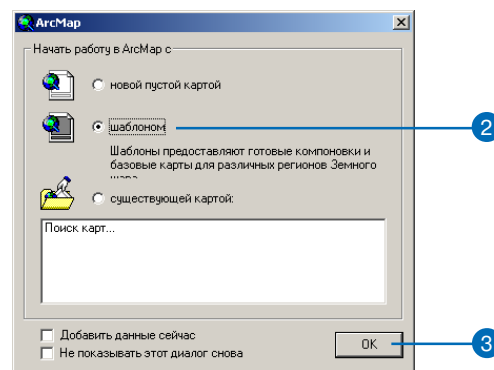 ArcMap
Начать работу в ArcMap с
новой пустой картой
шаблоном
2
Шаблоны предоставляют готовые компоновки и
базовые карты для различных регионов Земного
существующей картой:
Поиск карт...
Добавить данные сейчас
Не показывать этот диалог снова
OK
3